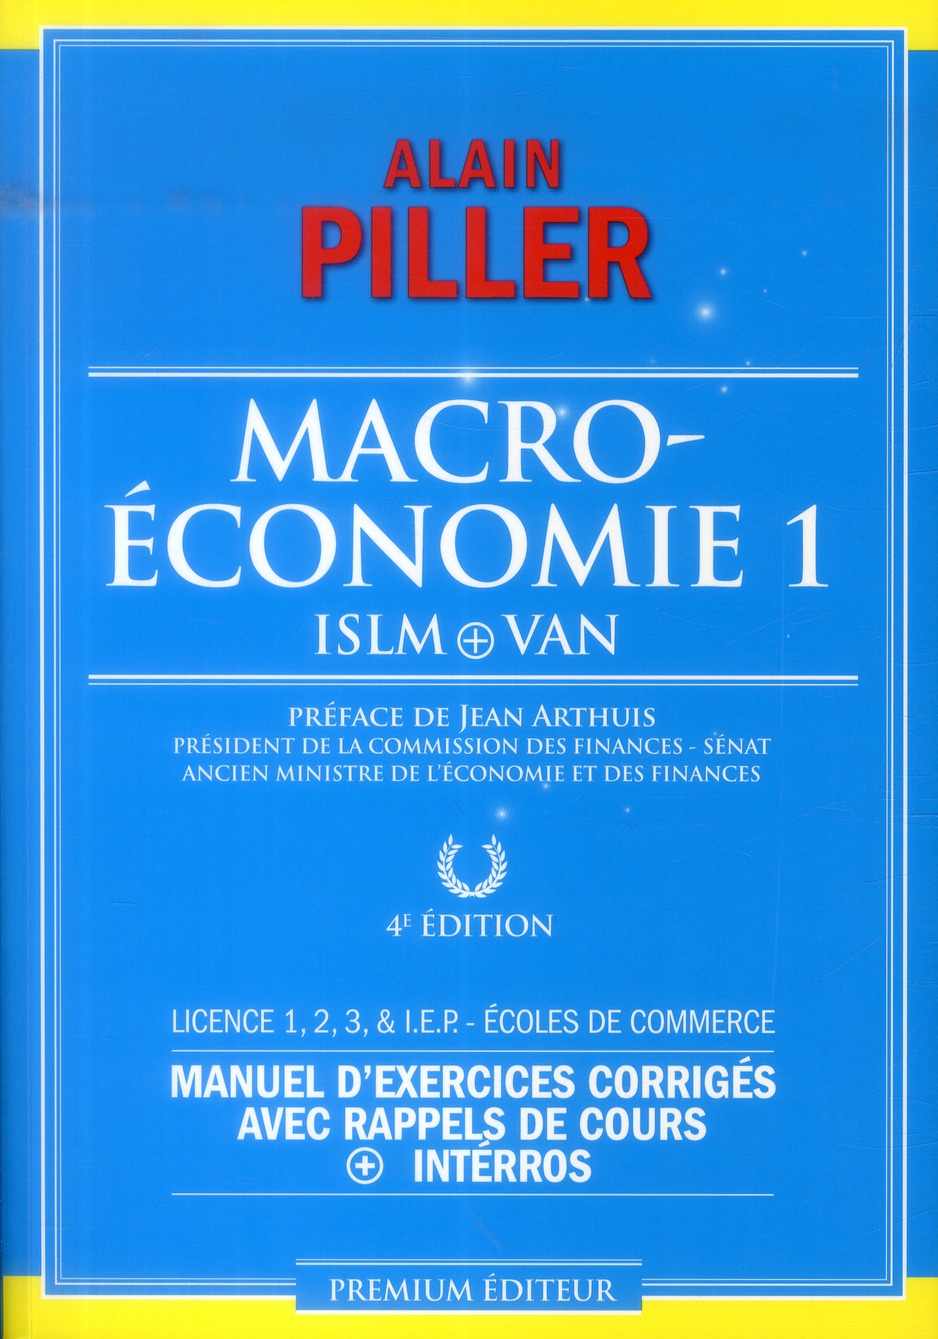 ALAIN
PILLER
MACRO-
ÉCONOMIE 1
ISLM ⊕ VAN
PRÉFACE DE JEAN ARTHUIS
PRÉSIDENT DE LA COMMISSION DES FINANCES - SÉNAT
ANCIEN MINISTRE DE L'ÉCONOMIE ET DES FINANCES
4E ÉDITION
LICENCE 1, 2, 3, & I.E.P. - ÉCOLES DE COMMERCE
MANUEL D'EXERCICES CORRIGÉS
AVEC RAPPELS DE COURS
⊕ INTÉRROS
PREMIUM ÉDITEUR